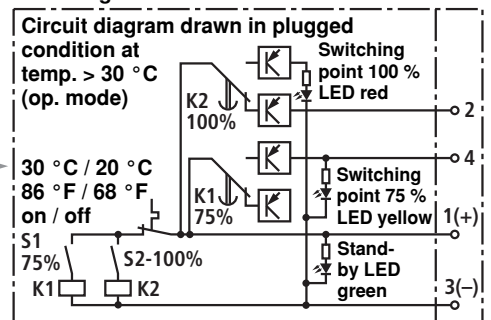 Circuit diagram drawn in plugged
condition at
temp. > 30 °C
(op. mode)
Switching
point 100 %
LED red
K2
100%
2
4
30 °C / 20 °C
86 °F / 68 °F
on / off
K1
75%
Switching
point 75 %
LED yellow
1(+)
S1
75%
S2-100%
K1
K2
Stand-
by LED
green
3(–)